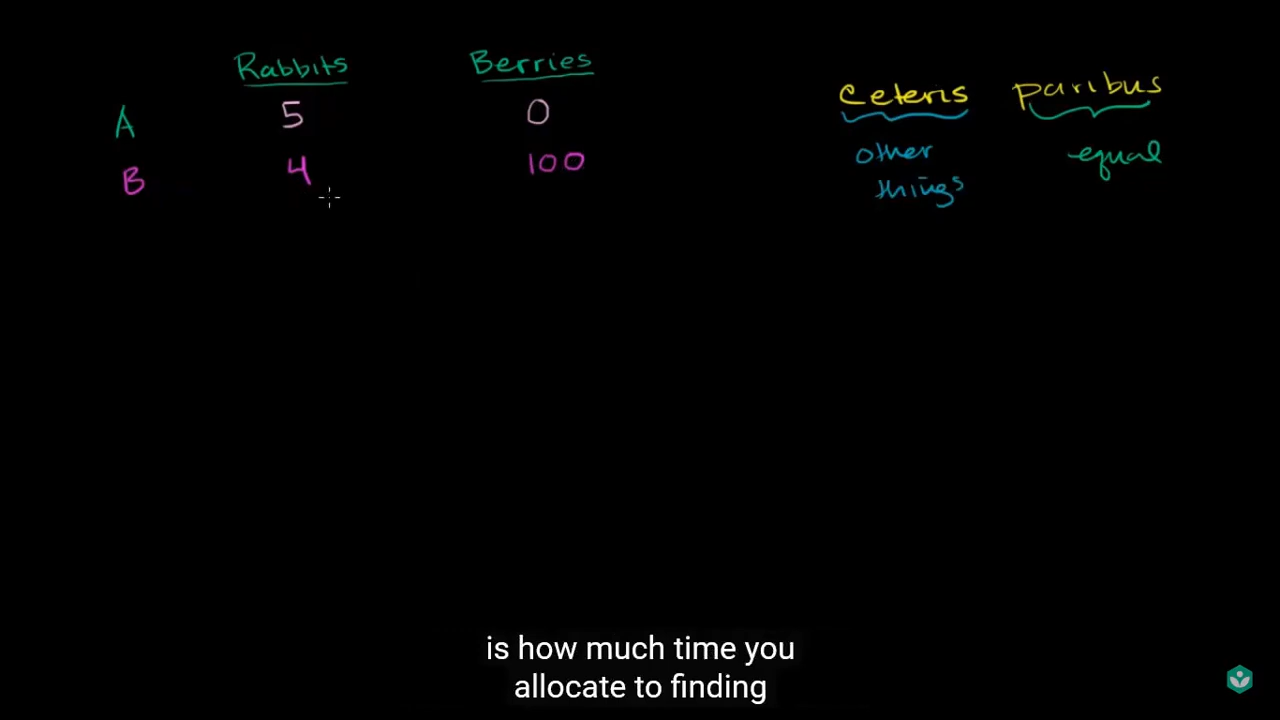 Rabbits Berries
A 5 0
B 4 100
Ceteris paribus
other equal
things
is how much time you
allocate to finding